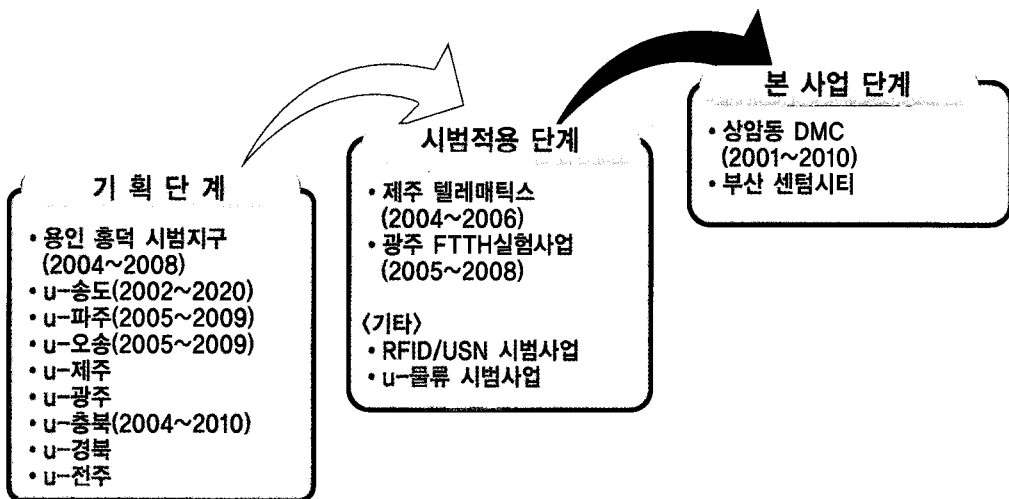 기 획 단 계
• 용인 흥덕 시범지구
(2004~2008)
• u-송도(2002~2020)
• u-파주(2005~2009)
• u-오송(2005~2009)
• u-제주
• u-광주
• u-충북(2004~2010)
• u-경북
• u-전주
시범적용 단계
• 제주 텔레매틱스
(2004~2006)
• 광주 FTTH실험사업
(2005~2008)
〈기타〉
• RFID/USN 시범사업
• u-물류 시범사업
본 사업 단계
• 상암동 DMC
(2001~2010)
• 부산 센텀시티